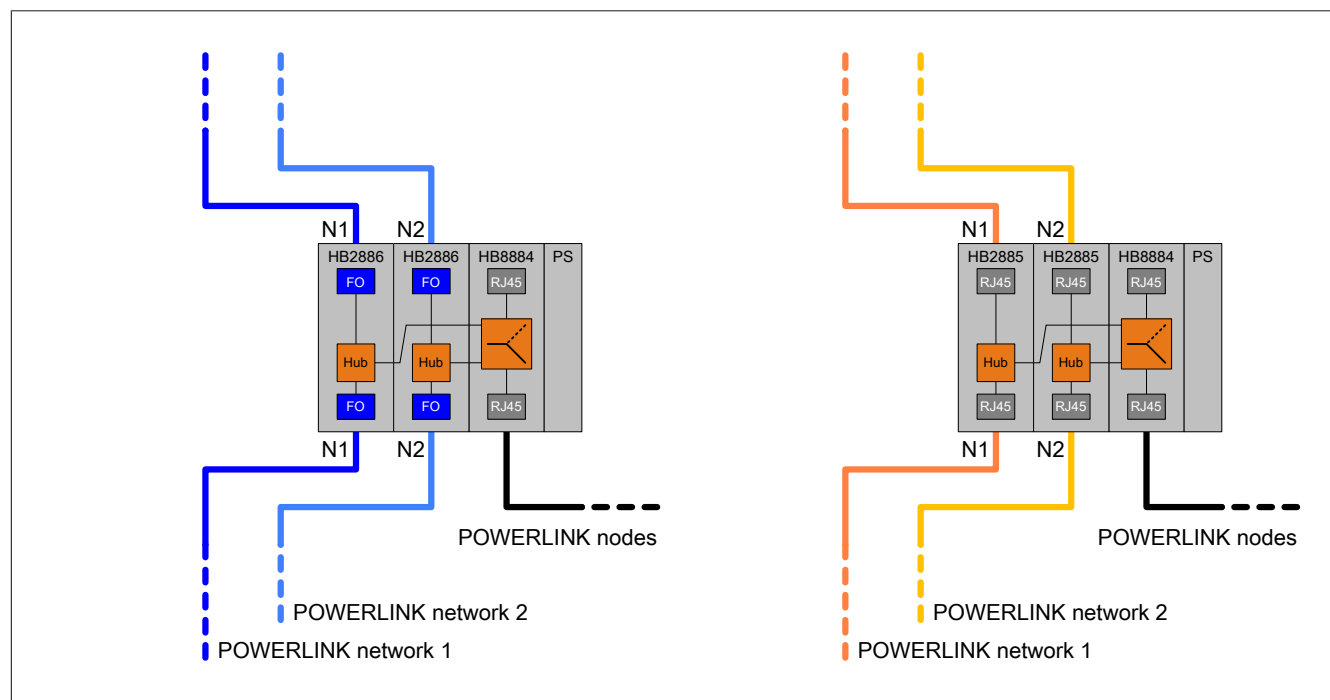 N1 N2
HB2886 HB2886 HB8884 PS
FO FO RJ45
Hub Hub
FO FO RJ45
N1 N2
POWERLINK nodes
POWERLINK network 2
POWERLINK network 1
N1 N2
HB2885 HB2885 HB8884 PS
RJ45 RJ45 RJ45
Hub Hub
RJ45 RJ45 RJ45
N1 N2
POWERLINK nodes
POWERLINK network 2
POWERLINK network 1